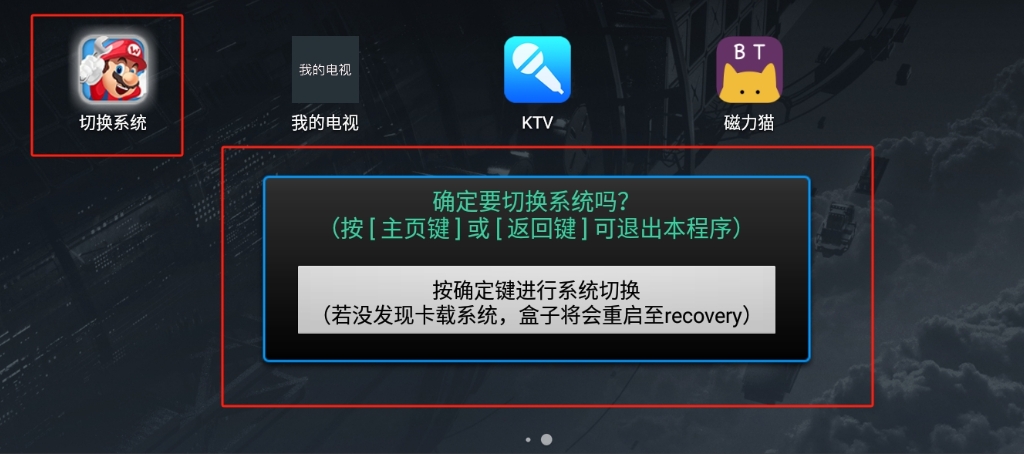 BT
切换系统
我的电视
我的电视
KTV
磁力猫
确定要切换系统吗？
（按 [ 主页键 ] 或 [ 返回键 ] 可退出本程序）
按确定键进行系统切换
（若没发现卡载系统，盒子将会重启至recovery）